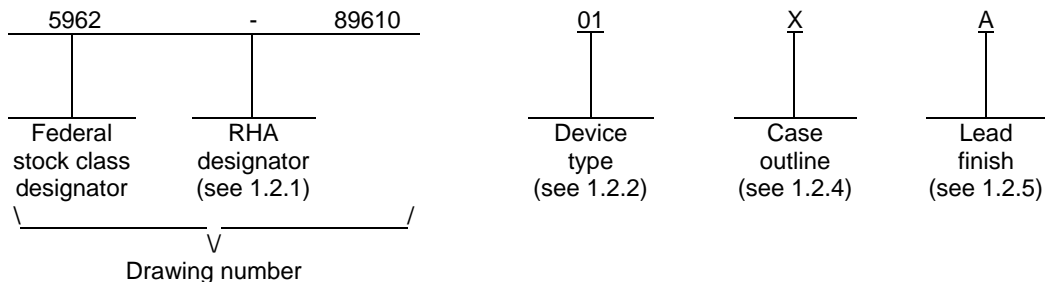 5962 - 89610 01 X A
Federal stock class designator
RHA designator (see 1.2.1)
Device type (see 1.2.2)
Case outline (see 1.2.4)
Lead finish (see 1.2.5)
\ /
\/
Drawing number